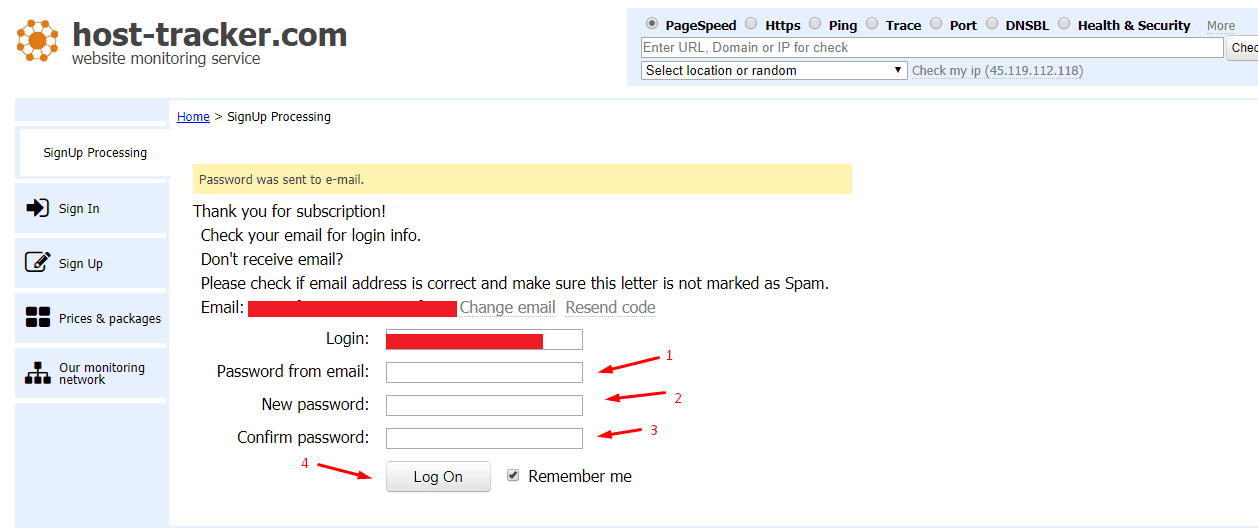 host-tracker.com
website monitoring service
PageSpeed Https Ping Trace Port DNSBL Health & Security More
Enter URL, Domain or IP for check
Select location or random Check my ip (45.119.112.118)
Home > SignUp Processing
SignUp Processing
Sign In
Sign Up
Prices & packages
Our monitoring
network
Password was sent to e-mail.
Thank you for subscription!
Check your email for login info.
Don't receive email?
Please check if email address is correct and make sure this letter is not marked as Spam.
Email: Change email Resend code
Login:
Password from email: 1
New password: 2
Confirm password: 3
4 Log On Remember me